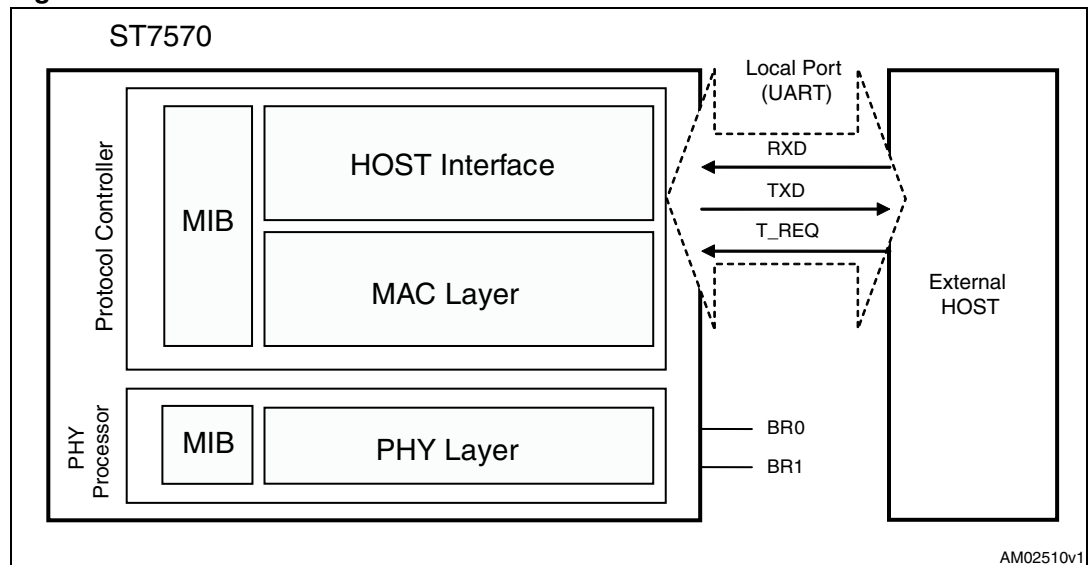 ST7570
Local Port
(UART)
RXD
TXD
T_REQ
External
HOST
Protocol Controller
MIB
HOST Interface
MAC Layer
PHY
Processor
MIB
PHY Layer
BR0
BR1
AM02510v1